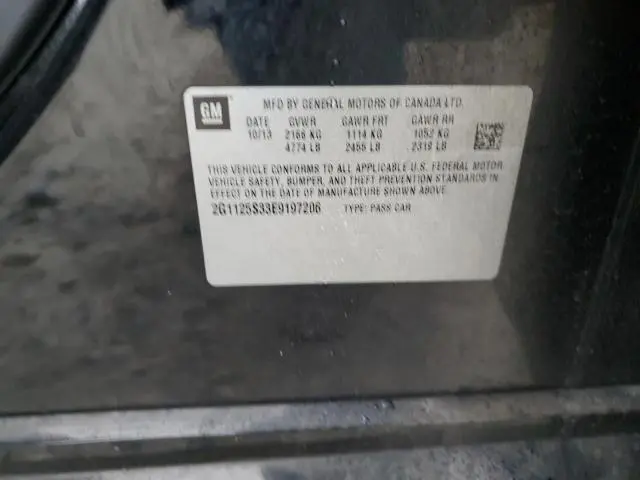 GM
MFD BY GENERAL MOTORS OF CANADA LTD.
DATE GVWR GAWR FRT GAWR RR
10/13 2166 KG 1114 KG 1052 KG
4774 LB 2455 LB 2319 LB
THIS VEHICLE CONFORMS TO ALL APPLICABLE U.S. FEDERAL MOTOR
VEHICLE SAFETY, BUMPER, AND THEFT PREVENTION STANDARDS IN
EFFECT ON THE DATE OF MANUFACTURE SHOWN ABOVE.
2G1125S33E9197206 TYPE: PASS CAR